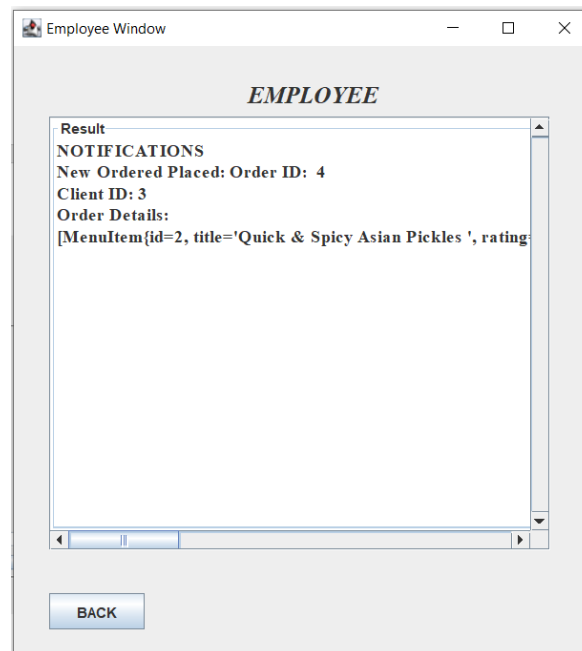 Employee Window
EMPLOYEE
Result
NOTIFICATIONS
New Ordered Placed: Order ID:  4
Client ID: 3
Order Details:
[MenuItem{id=2, title='Quick & Spicy Asian Pickles ', rating=
BACK